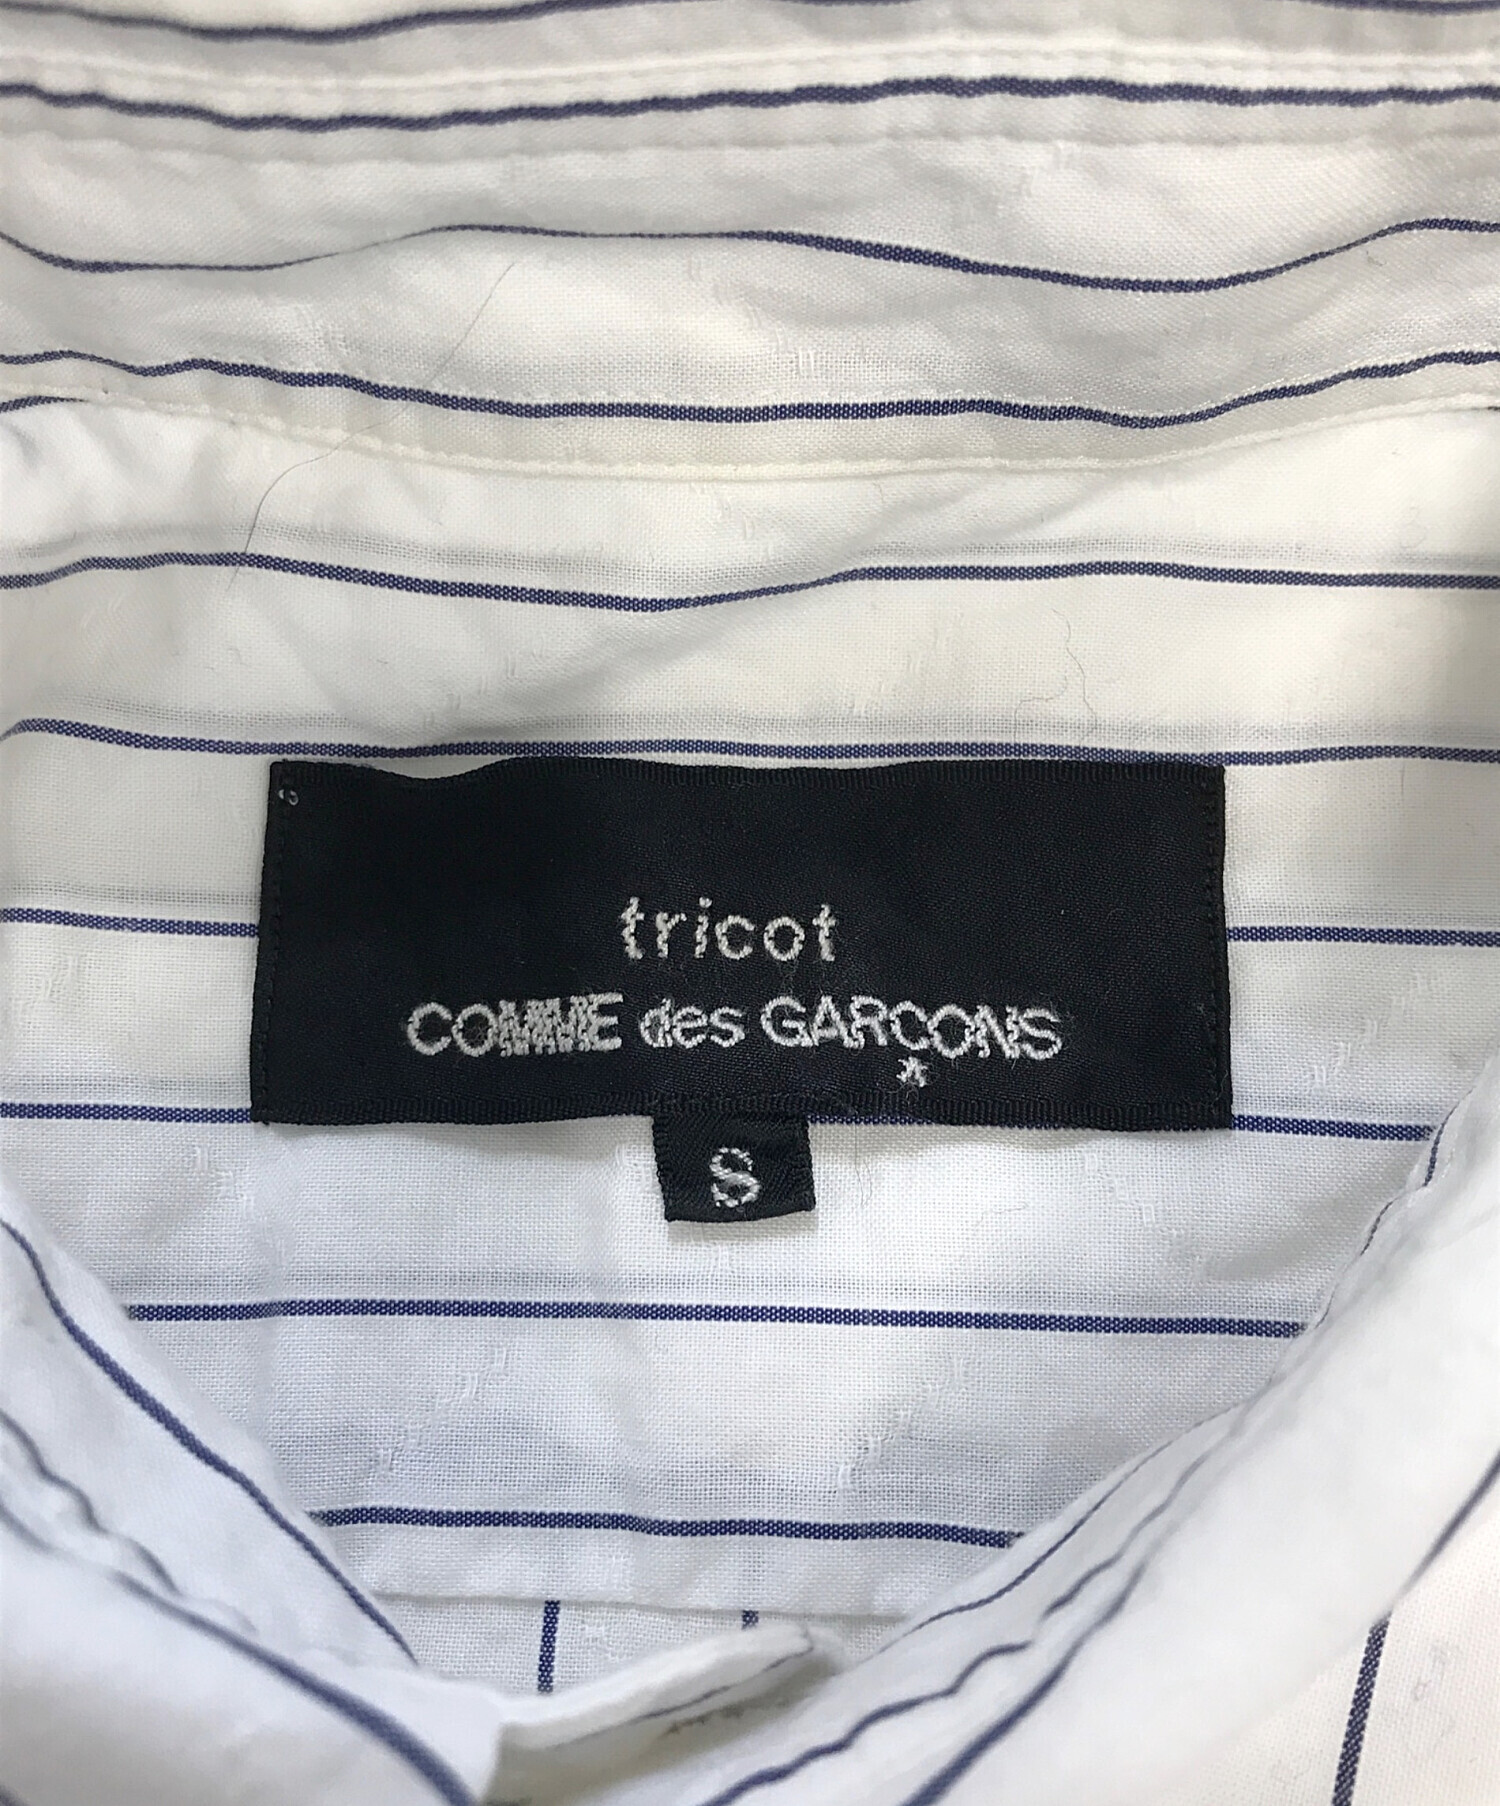 tricot
COMME des GARCONS
*
S